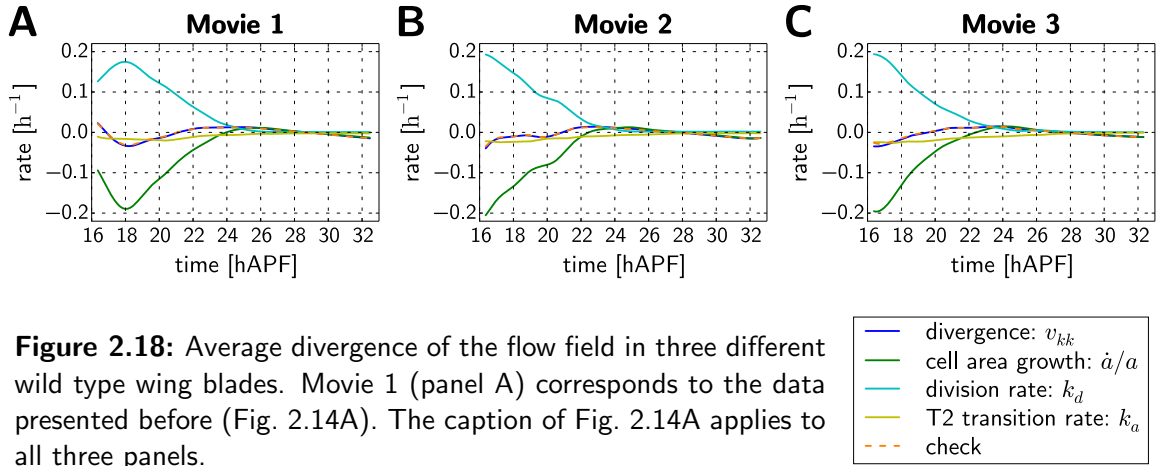 A Movie 1 B Movie 2 C Movie 3
0.2 0.2 0.2
0.1 0.1 0.1
0.0 0.0 0.0
−0.1 −0.1 −0.1
−0.2 −0.2 −0.2
rate [h⁻¹] rate [h⁻¹] rate [h⁻¹]
16 18 20 22 24 26 28 30 32 16 18 20 22 24 26 28 30 32 16 18 20 22 24 26 28 30 32
time [hAPF] time [hAPF] time [hAPF]
Figure 2.18: Average divergence of the flow field in three different
wild type wing blades. Movie 1 (panel A) corresponds to the data
presented before (Fig. 2.14A). The caption of Fig. 2.14A applies to
all three panels.
divergence: vₖₖ
cell area growth: ȧ/a
division rate: k_d
T2 transition rate: kₐ
check